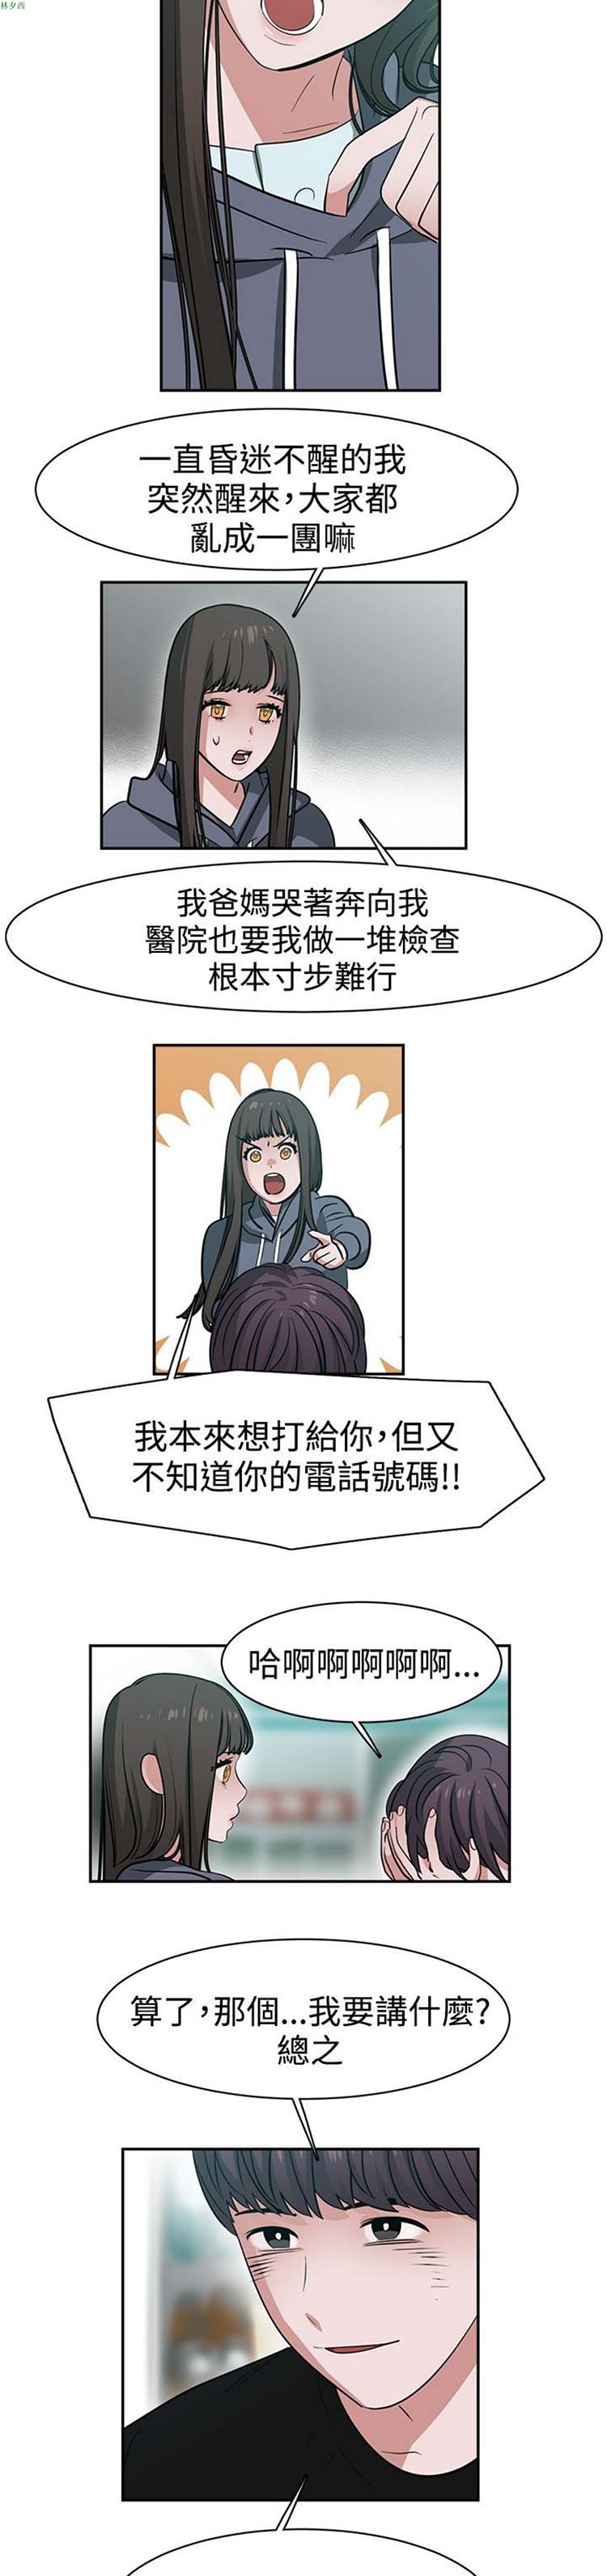 林夕西
一直昏迷不醒的我
突然醒來,大家都
亂成一團嘛
我爸媽哭著奔向我
醫院也要我做一堆檢查
根本寸步難行
我本來想打給你,但又
不知道你的電話號碼!!
哈啊啊啊啊啊...
算了,那個...我要講什麼?
總之